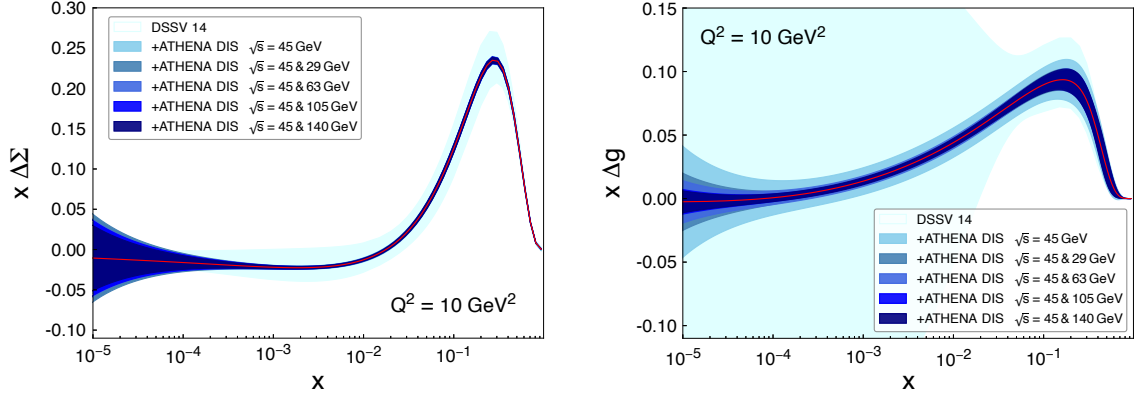 0.30
0.25
0.20
0.15
0.10
0.05
0.00
−0.05
−0.10
x ΔΣ
DSSV 14
+ATHENA DIS √s = 45 GeV
+ATHENA DIS √s = 45 & 29 GeV
+ATHENA DIS √s = 45 & 63 GeV
+ATHENA DIS √s = 45 & 105 GeV
+ATHENA DIS √s = 45 & 140 GeV
Q² = 10 GeV²
10⁻⁵ 10⁻⁴ 10⁻³ 10⁻² 10⁻¹
x
0.15
0.10
0.05
0.00
−0.05
−0.10
x Δg
Q² = 10 GeV²
DSSV 14
+ATHENA DIS √s = 45 GeV
+ATHENA DIS √s = 45 & 29 GeV
+ATHENA DIS √s = 45 & 63 GeV
+ATHENA DIS √s = 45 & 105 GeV
+ATHENA DIS √s = 45 & 140 GeV
10⁻⁵ 10⁻⁴ 10⁻³ 10⁻² 10⁻¹
x